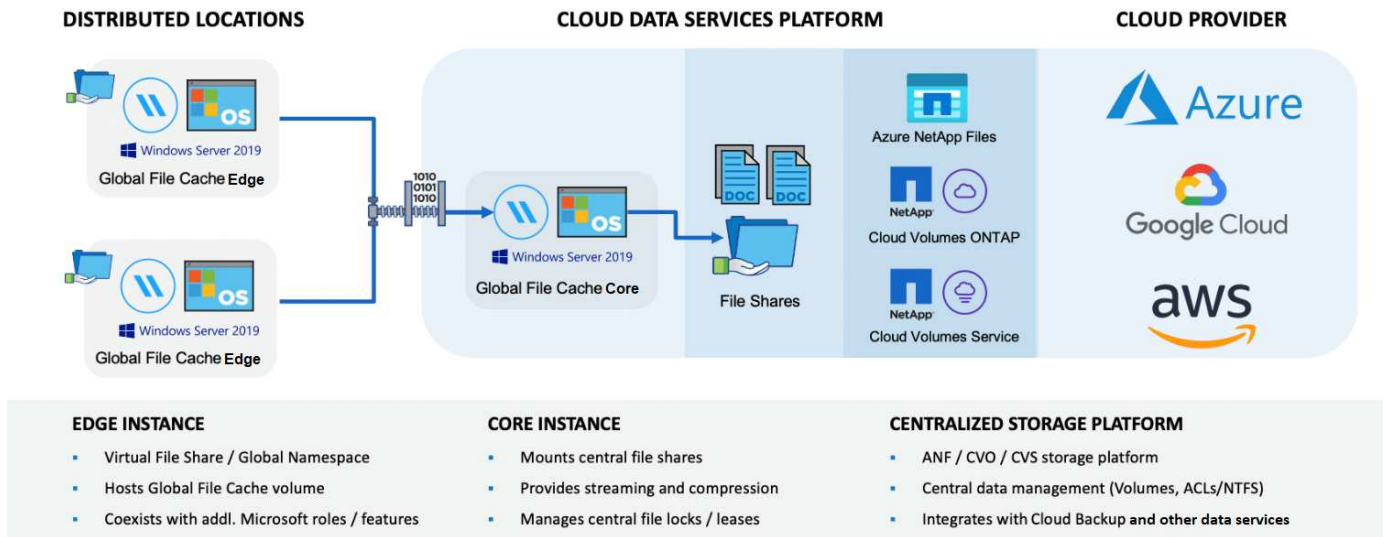 DISTRIBUTED LOCATIONS
CLOUD DATA SERVICES PLATFORM
CLOUD PROVIDER
OS
Windows Server 2019
Global File Cache Edge
OS
Windows Server 2019
Global File Cache Edge
1010
0101
1010
OS
Windows Server 2019
Global File Cache Core
DOC
DOC
File Shares
Azure NetApp Files
NetApp
Cloud Volumes ONTAP
NetApp
Cloud Volumes Service
Azure
Google Cloud
aws
EDGE INSTANCE
▪ Virtual File Share / Global Namespace
▪ Hosts Global File Cache volume
▪ Coexists with addl. Microsoft roles / features
CORE INSTANCE
▪ Mounts central file shares
▪ Provides streaming and compression
▪ Manages central file locks / leases
CENTRALIZED STORAGE PLATFORM
▪ ANF / CVO / CVS storage platform
▪ Central data management (Volumes, ACLs/NTFS)
▪ Integrates with Cloud Backup and other data services